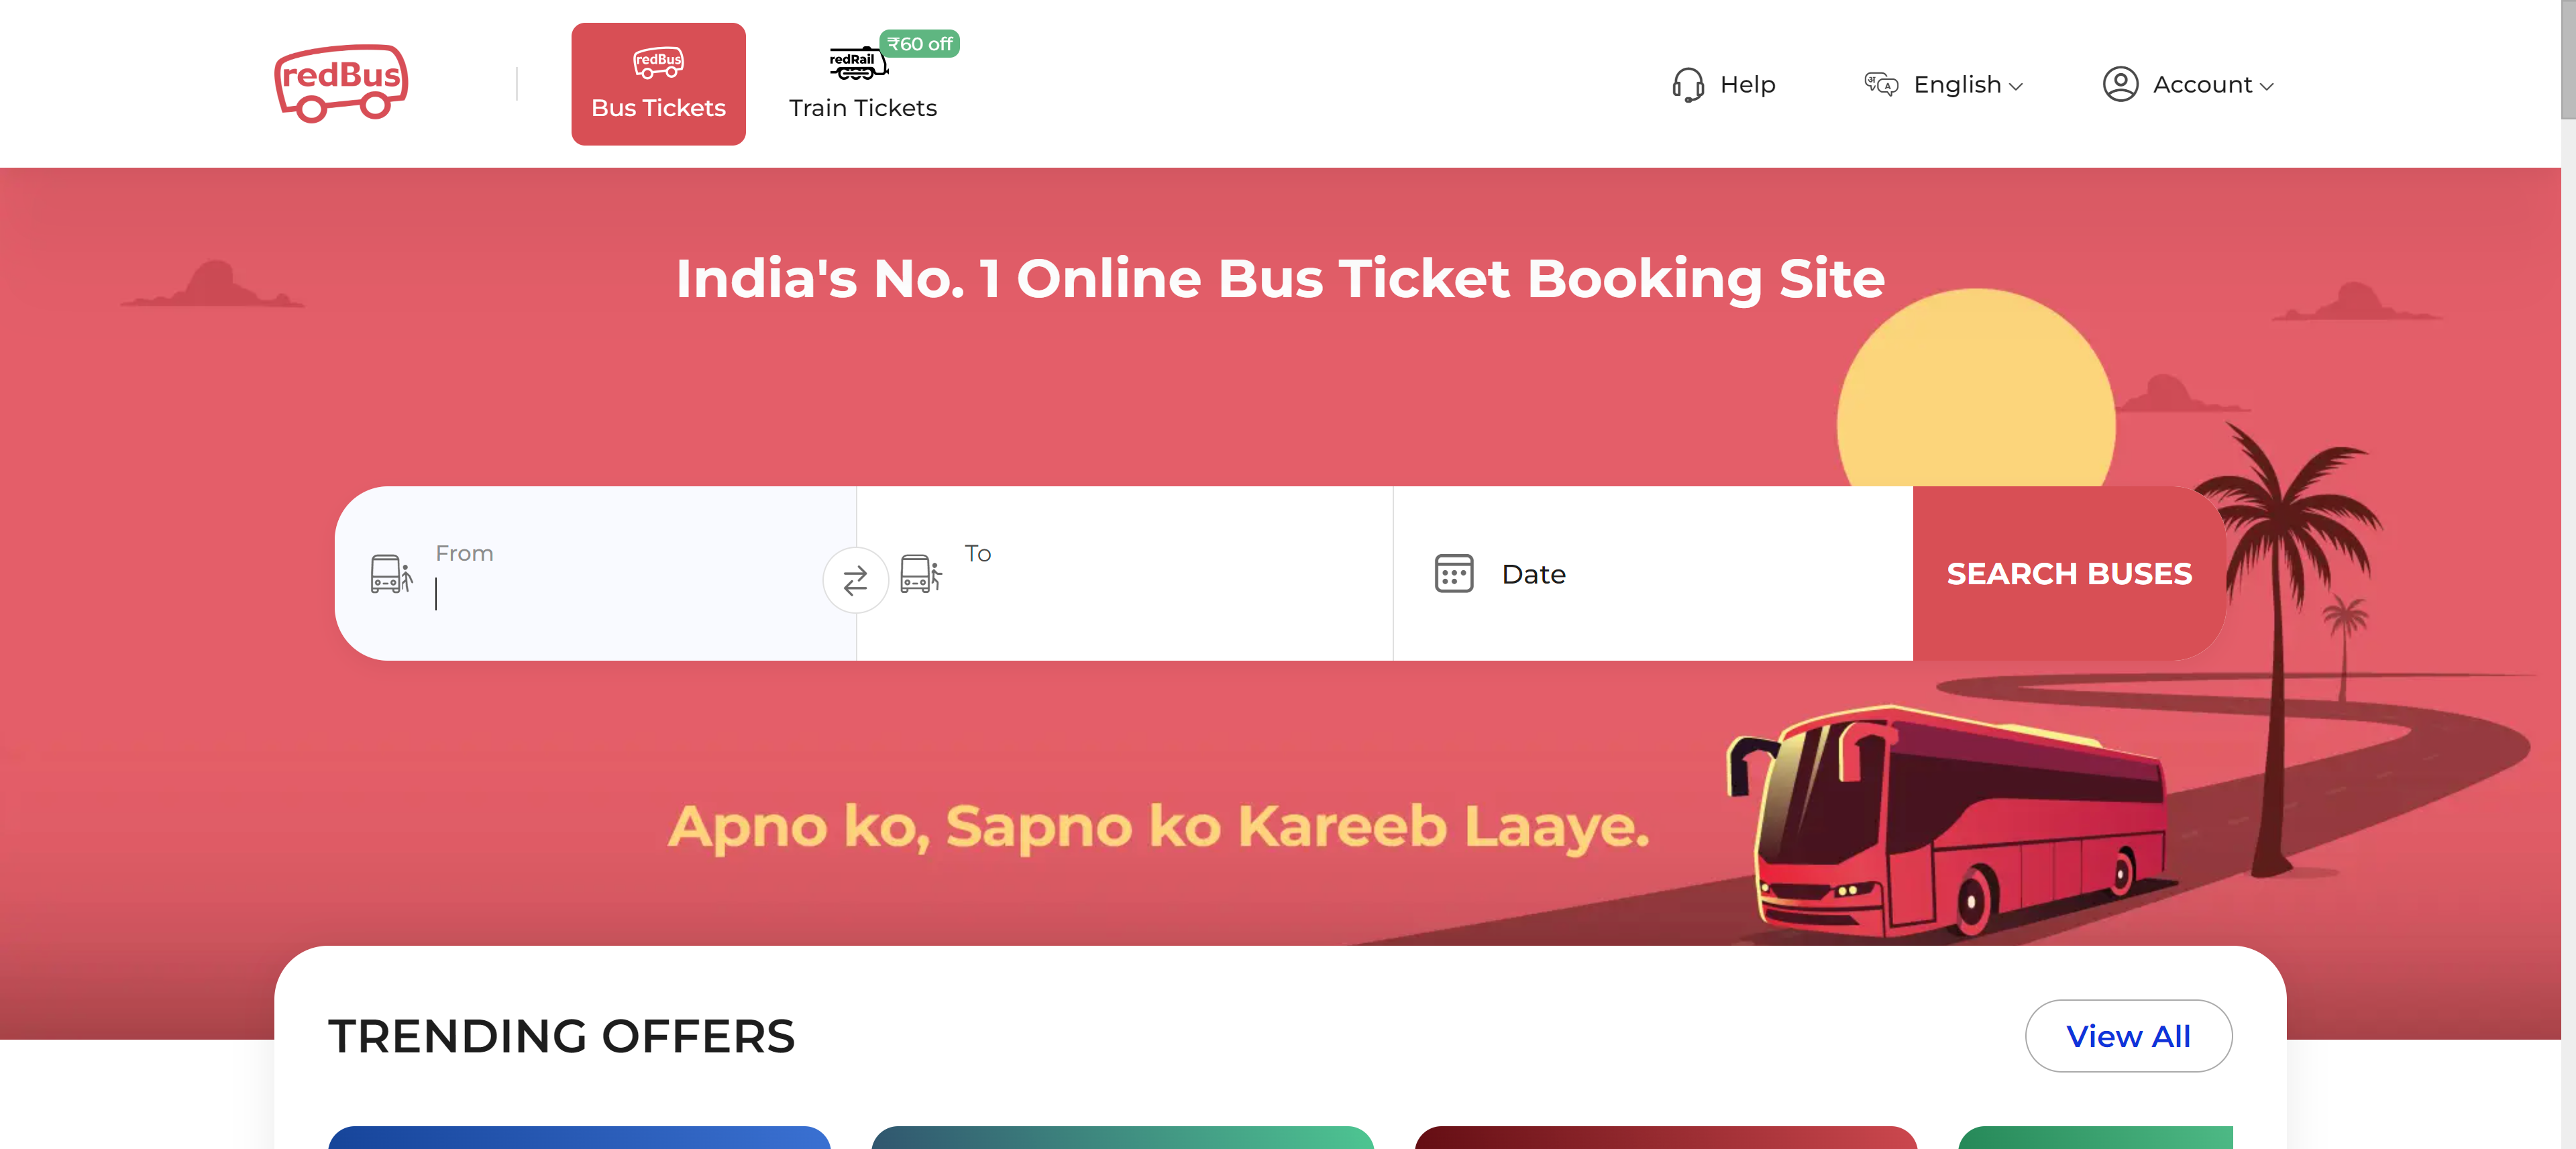 redBus
redBus
Bus Tickets
redRail
₹60 off
Train Tickets
Help
English
Account
India's No. 1 Online Bus Ticket Booking Site
From
To
Date
SEARCH BUSES
Apno ko, Sapno ko Kareeb Laaye.
TRENDING OFFERS
View All